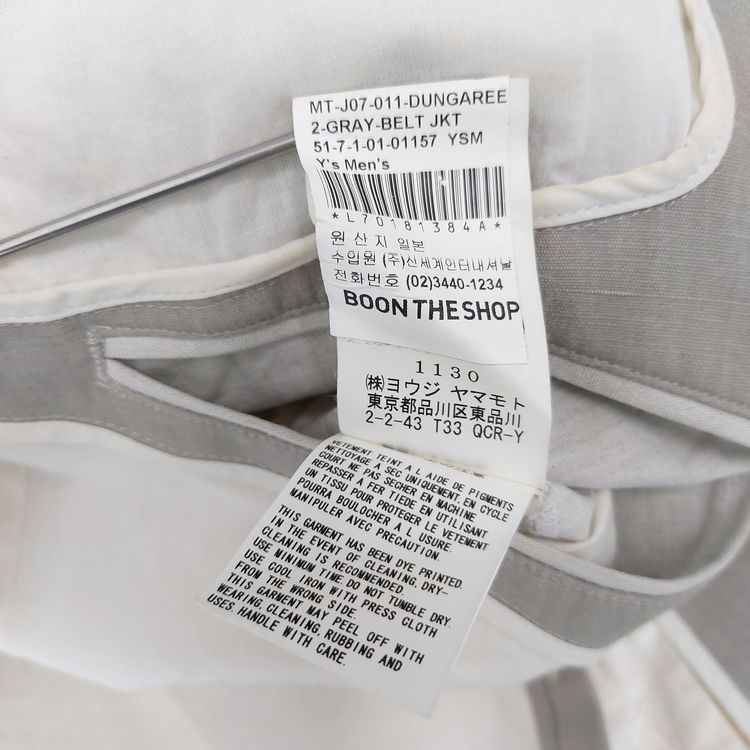 MT-J07-011-DUNGAREE
2-GRAY-BELT JKT
51-7-1-01-01157 YSM
Y's Men's
*L70181384A*
원 산 지 일본
수입원 (주)신세계인터내셔날
전화번호 (02)3440-1234
BOONTHESHOP
1130
㈱ヨウジ ヤマモト
東京都品川区東品川
2-2-43 T33 QCR-Y
VETEMENT TEINT A L AIDE DE PIGMENTS
NETTOYAGE A SEC UNIQUEMENT. EN CYCLE
COURT NE PAS SECHER EN MACHINE
REPASSER A FER TIEDE EN UTILISANT
UN TISSU POUR PROTEGER LE VETEMENT
POURRA BOULOCHER A L USURE.
MANIPULER AVEC PRECAUTION.
THIS GARMENT HAS BEEN DYE PRINTED.
IN THE EVENT OF CLEANING, DRY-
CLEANING IS RECOMMENDED.
USE MINIMUM TIME DO NOT TUMBLE DRY.
USE COOL IRON WITH PRESS CLOTH
FROM THE WRONG SIDE.
THIS GARMENT MAY PEEL OFF WITH
WEARING, CLEANING, RUBBING AND
USES HANDLE WITH CARE.